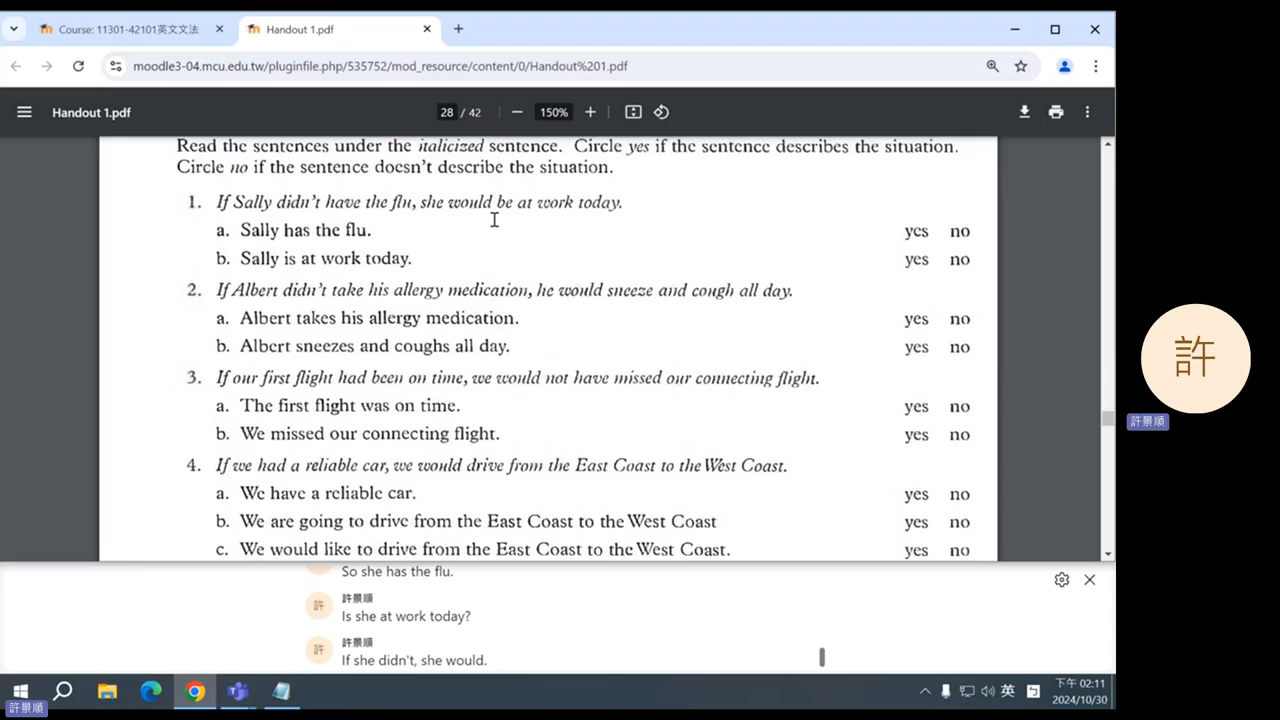 Course: 11301-42101英文文法
Handout 1.pdf
moodle3-04.mcu.edu.tw/pluginfile.php/535752/mod_resource/content/0/Handout%201.pdf
Handout 1.pdf
28 / 42
150%
Read the sentences under the italicized sentence. Circle yes if the sentence describes the situation.
Circle no if the sentence doesn't describe the situation.
1. If Sally didn't have the flu, she would be at work today.
a. Sally has the flu. yes no
b. Sally is at work today. yes no
2. If Albert didn't take his allergy medication, he would sneeze and cough all day.
a. Albert takes his allergy medication. yes no
b. Albert sneezes and coughs all day. yes no
3. If our first flight had been on time, we would not have missed our connecting flight.
a. The first flight was on time. yes no
b. We missed our connecting flight. yes no
4. If we had a reliable car, we would drive from the East Coast to the West Coast.
a. We have a reliable car. yes no
b. We are going to drive from the East Coast to the West Coast yes no
c. We would like to drive from the East Coast to the West Coast. yes no
許
許景順
So she has the flu.
許
許景順
Is she at work today?
許
許景順
If she didn't, she would.
英
下午 02:11
2024/10/30
許景順